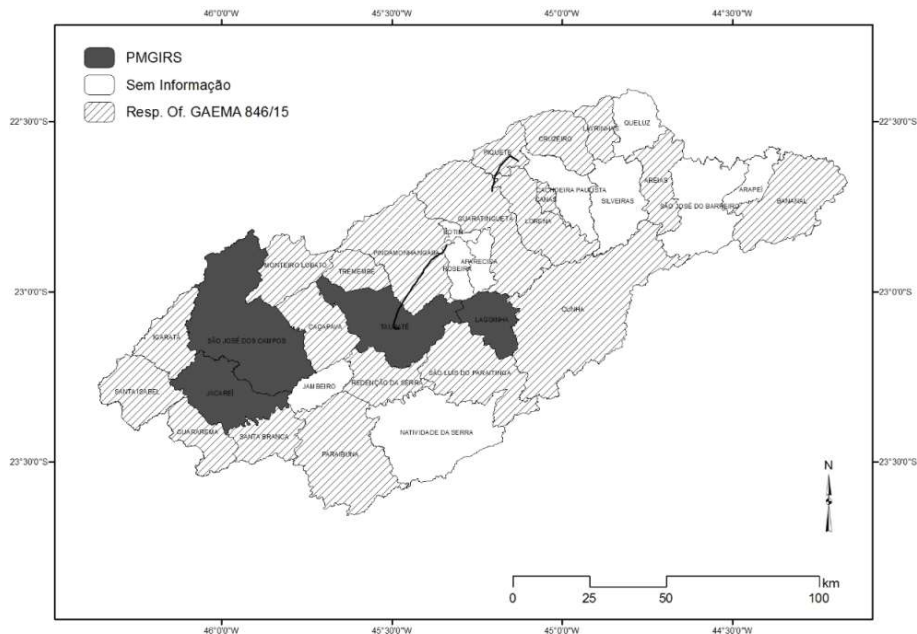 46°0'0"W 45°30'0"W 45°0'0"W 44°30'0"W
PMGIRS
Sem Informação
Resp. Of. GAEMA 846/15
22°30'0"S
22°30'0"S
QUELUZ
LAVRINHAS
CRUZEIRO
PIQUETE
AREIAS
ARAPEÍ
CACHOEIRA PAULISTA
CANAS
SILVEIRAS
SÃO JOSÉ DO BARREIRO
BANANAL
GUARATINGUETÁ
LORENA
POTIM
PINDAMONHANGABA
MONTEIRO LOBATO
TREMEMBÉ
APARECIDA
ROSEIRA
23°0'0"S
23°0'0"S
CUNHA
LAGOINHA
TAUBATÉ
CAÇAPAVA
IGARATÁ
SÃO JOSÉ DOS CAMPOS
SÃO LUIS DO PARAITINGA
REDENÇÃO DA SERRA
JAMBEIRO
SANTA ISABEL
JACAREÍ
GUARAREMA
SANTA BRANCA
NATIVIDADE DA SERRA
PARAIBUNA
23°30'0"S
23°30'0"S
N
km
0 25 50 100
46°0'0"W 45°30'0"W 45°0'0"W 44°30'0"W